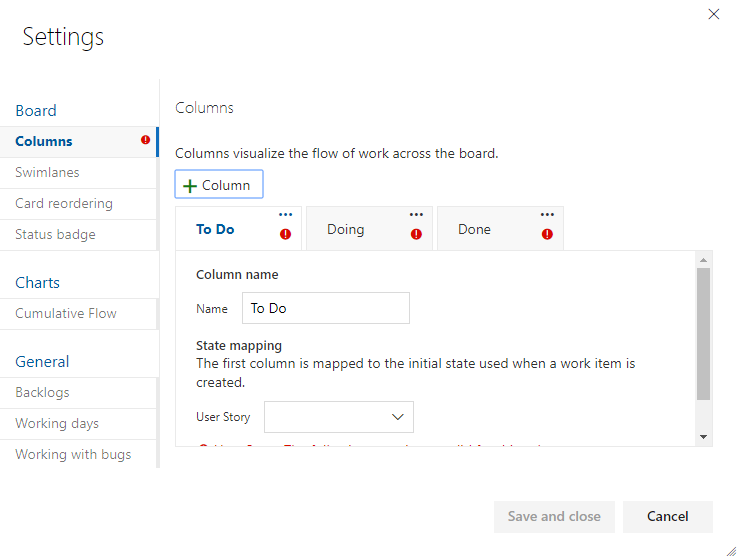 Settings
Board
Columns
Swimlanes
Card reordering
Status badge
Charts
Cumulative Flow
General
Backlogs
Working days
Working with bugs
Columns
Columns visualize the flow of work across the board.
+ Column
To Do
Doing
Done
Column name
Name To Do
State mapping
The first column is mapped to the initial state used when a work item is
created.
User Story
Save and close
Cancel